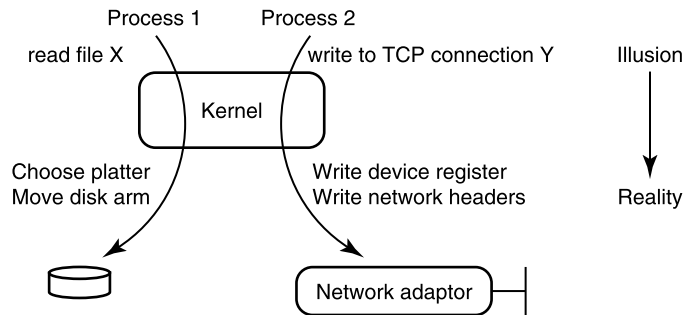 Process 1
Process 2
read file X
write to TCP connection Y
Illusion
Kernel
Choose platter
Move disk arm
Write device register
Write network headers
Reality
Network adaptor